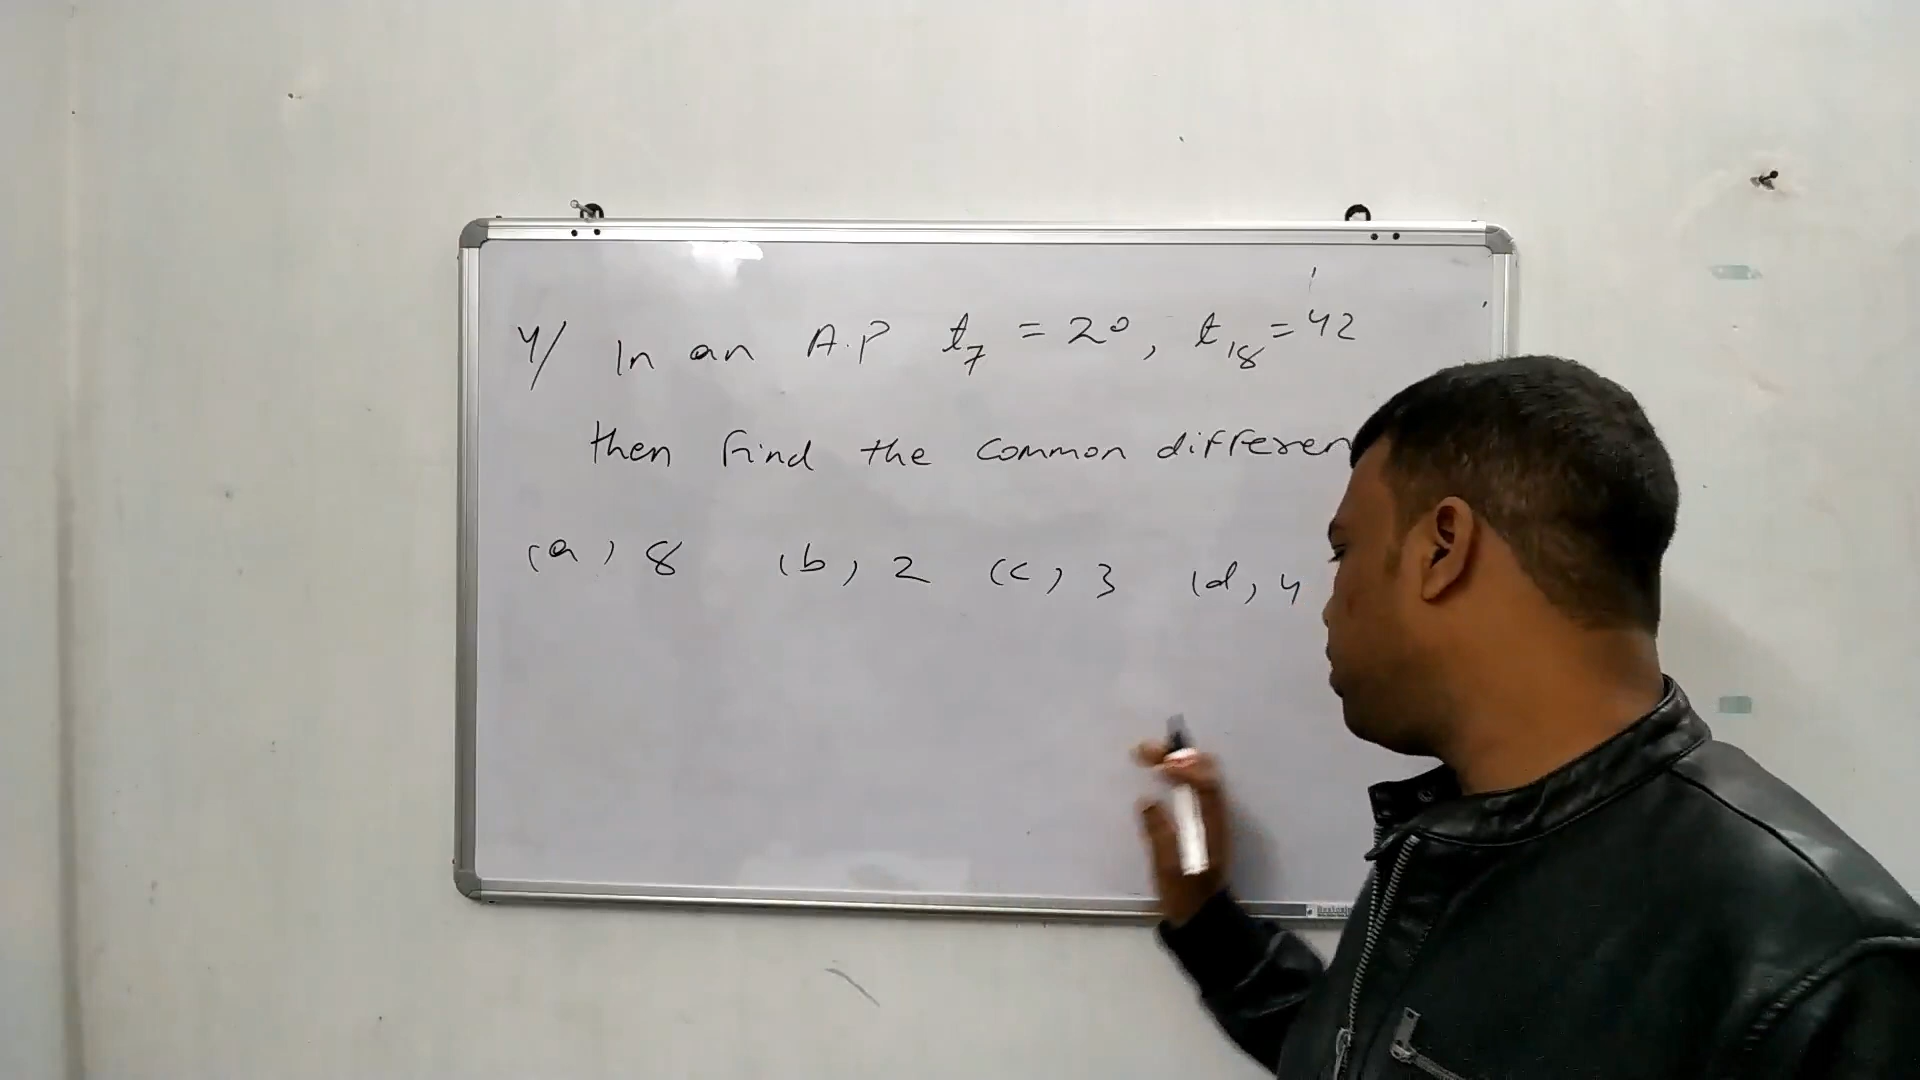 4/ In an A.P t7 = 20, t18 = 42
then find the common differen
(a) 8 (b) 2 (c) 3 (d) 4